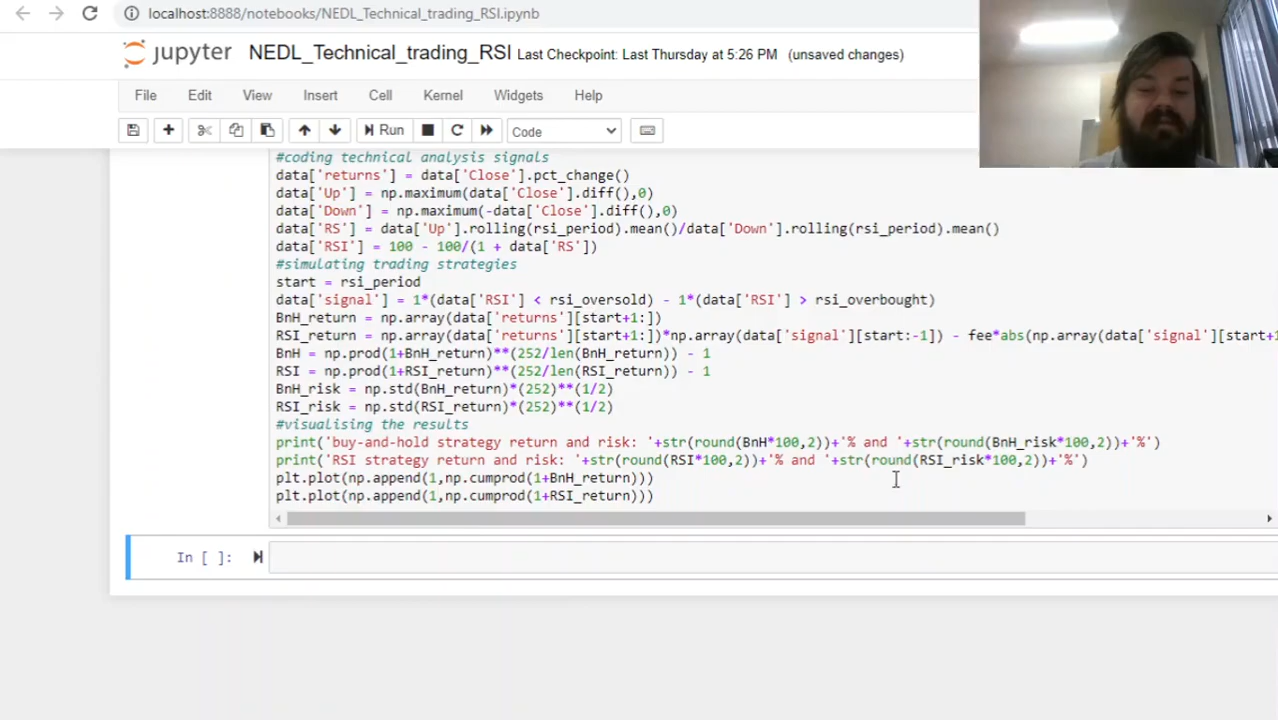 localhost:8888/notebooks/NEDL_Technical_trading_RSI.ipynb
jupyter NEDL_Technical_trading_RSI Last Checkpoint: Last Thursday at 5:26 PM (unsaved changes)
File Edit View Insert Cell Kernel Widgets Help
Run Code
#coding technical analysis signals
data['returns'] = data['Close'].pct_change()
data['Up'] = np.maximum(data['Close'].diff(),0)
data['Down'] = np.maximum(-data['Close'].diff(),0)
data['RS'] = data['Up'].rolling(rsi_period).mean()/data['Down'].rolling(rsi_period).mean()
data['RSI'] = 100 - 100/(1 + data['RS'])
#simulating trading strategies
start = rsi_period
data['signal'] = 1*(data['RSI'] < rsi_oversold) - 1*(data['RSI'] > rsi_overbought)
BnH_return = np.array(data['returns'][start+1:])
RSI_return = np.array(data['returns'][start+1:])*np.array(data['signal'][start:-1]) - fee*abs(np.array(data['signal'][start+1
BnH = np.prod(1+BnH_return)**(252/len(BnH_return)) - 1
RSI = np.prod(1+RSI_return)**(252/len(RSI_return)) - 1
BnH_risk = np.std(BnH_return)*(252)**(1/2)
RSI_risk = np.std(RSI_return)*(252)**(1/2)
#visualising the results
print('buy-and-hold strategy return and risk: '+str(round(BnH*100,2))+'% and '+str(round(BnH_risk*100,2))+'%')
print('RSI strategy return and risk: '+str(round(RSI*100,2))+'% and '+str(round(RSI_risk*100,2))+'%')
plt.plot(np.append(1,np.cumprod(1+BnH_return)))
plt.plot(np.append(1,np.cumprod(1+RSI_return)))
In [ ]: